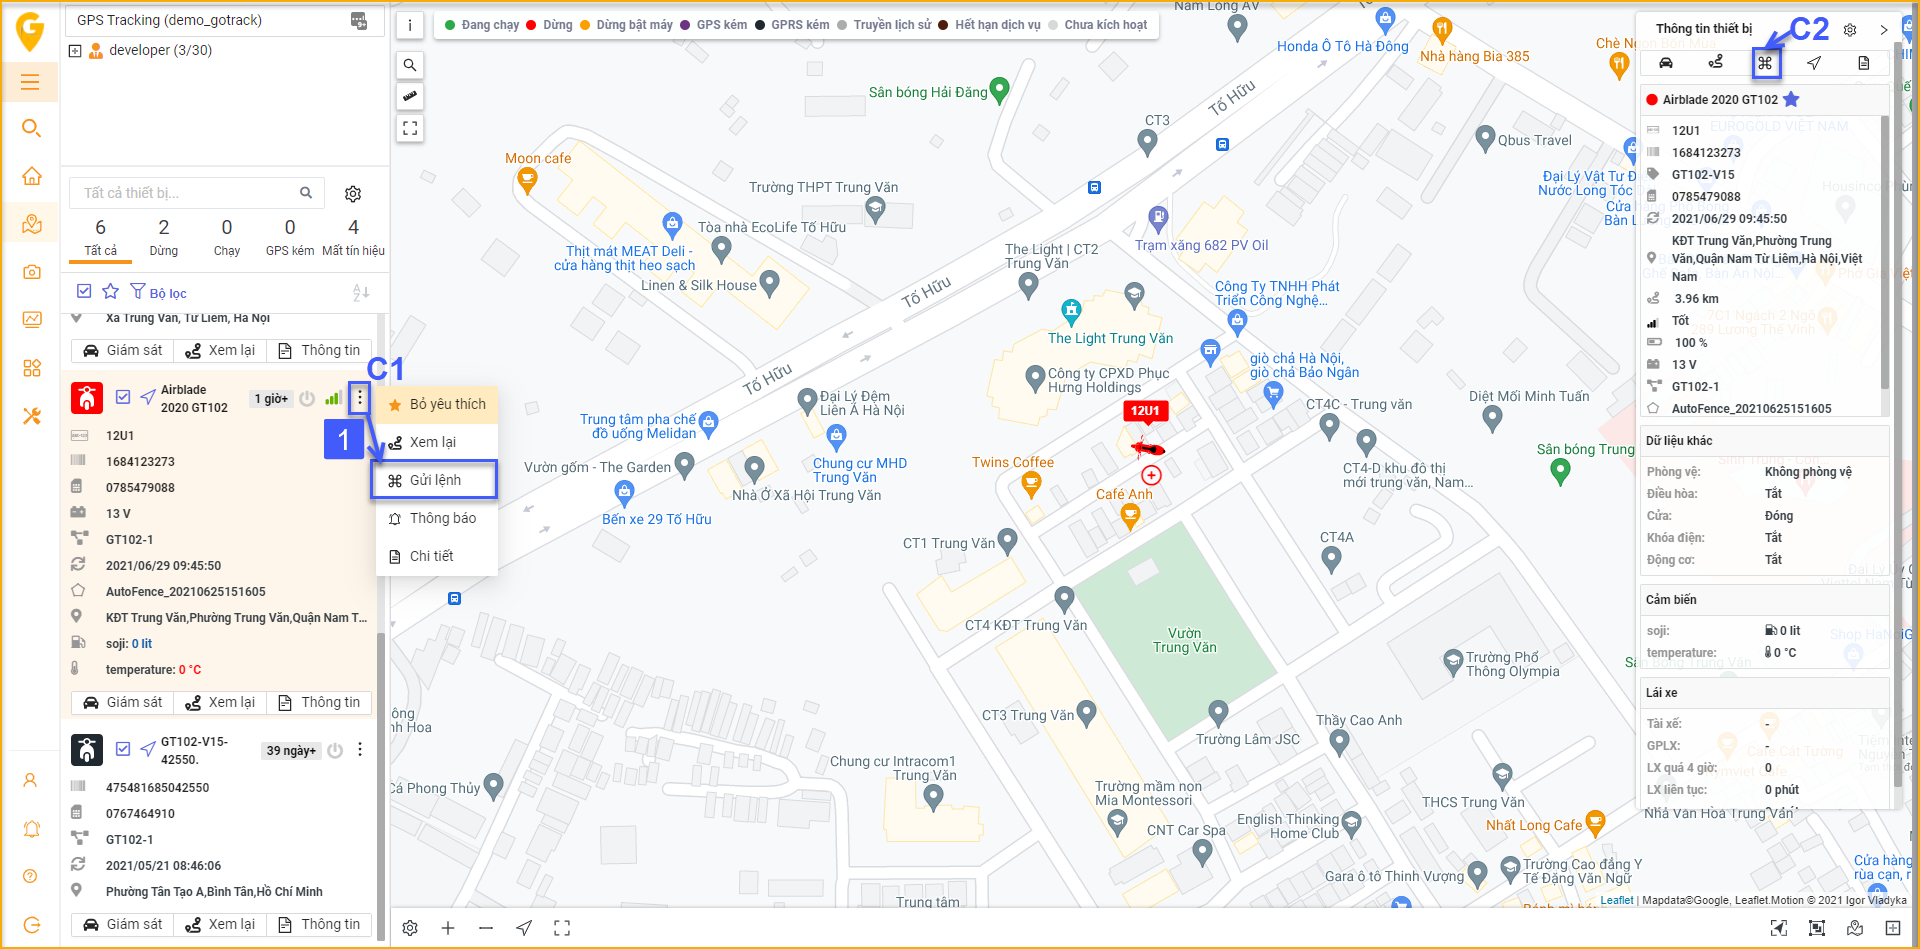 GPS Tracking (demo_gotrack)
developer (3/30)
Tất cả thiết bị...
6
2
0
0
4
Tất cả
Dừng
Chạy
GPS kém
Mất tín hiệu
Bộ lọc
Xã Trung Văn, Từ Liêm, Hà Nội
Giám sát
Xem lại
Thông tin
Airblade
2020 GT102
1 giờ+
12U1
1684123273
0785479088
13 V
GT102-1
2021/06/29 09:45:50
AutoFence_20210625151605
KĐT Trung Văn,Phường Trung Văn,Quận Nam T...
soji: 0 lit
temperature: 0 °C
Giám sát
Xem lại
Thông tin
GT102-V15-
42550.
39 ngày+
475481685042550
0767464910
GT102-1
2021/05/21 08:46:06
Phường Tân Tạo A,Bình Tân,Hồ Chí Minh
Giám sát
Xem lại
Thông tin
C1
1
Bỏ yêu thích
Xem lại
Gửi lệnh
Thông báo
Chi tiết
i
Đang chạy
Dừng
Dừng bật máy
GPS kém
GPRS kém
Truyền lịch sử
Hết hạn dịch vụ
Chưa kích hoạt
Nam Long AV
Honda Ô Tô Hà Đông
Nhà hàng Bia 385
Sân bóng Hải Đăng
Tố Hữu
CT3
Qbus Travel
Moon cafe
Trường THPT Trung Văn
Tòa nhà EcoLife Tố Hữu
Thịt mát MEAT Deli -
cửa hàng thịt heo sạch
Linen & Silk House
Tố Hữu
The Light | CT2
Trung Văn
Trạm xăng 682 PV Oil
Công Ty TNHH Phát
Triển Công Nghệ...
The Light Trung Văn
giò chả Hà Nội,
giò chả Bảo Ngân
Công ty CPXD Phục
Hưng Holdings
Tố Hữu
Đại Lý Đệm
Liên Á Hà Nội
Trung tâm pha chế
đồ uống Melidan
Chung cư MHD
Trung Văn
Vườn gốm - The Garden
Nhà Ở Xã Hội Trung Văn
Bến xe 29 Tố Hữu
12U1
Twins Coffee
Café Anh
CT4C - Trung văn
Diệt Mối Minh Tuấn
CT4-D khu đô thị
mới trung văn, Nam...
Sân bóng Trung
CT1 Trung Văn
CT4A
CT4 KĐT Trung Văn
Vườn
Trung Văn
Trường Phổ
Thông Olympia
CT3 Trung Văn
Trường Lâm JSC
Thầy Cao Anh
Chung cư Intracom1
Trung Văn
Cá Phong Thủy
Trường mầm non
Mia Montessori
CNT Car Spa
English Thinking
Home Club
THCS Trung Văn
Nhất Long Cafe
Nhà Văn Hóa Trung Văn
Gara ô tô Thinh Vượng
Trường Cao đẳng Y
Tế Đặng Văn Ngữ
Trung tâm
Cửa hàng
rùa cạn, r
Leaflet | Mapdata©Google, Leaflet.Motion © 2021 Igor Vladyka
Thông tin thiết bị
C2
Airblade 2020 GT102
12U1
1684123273
GT102-V15
0785479088
2021/06/29 09:45:50
KĐT Trung Văn,Phường Trung
Văn,Quận Nam Từ Liêm,Hà Nội,Việt
Nam
3.96 km
Tốt
100 %
13 V
GT102-1
AutoFence_20210625151605
Dữ liệu khác
Phòng vệ: Không phòng vệ
Điều hòa: Tắt
Cửa: Đóng
Khóa điện: Tắt
Động cơ: Tắt
Cảm biến
soji: 0 lit
temperature: 0 °C
Lái xe
Tài xế: -
GPLX: -
LX quá 4 giờ: 0
LX liên tục: 0 phút